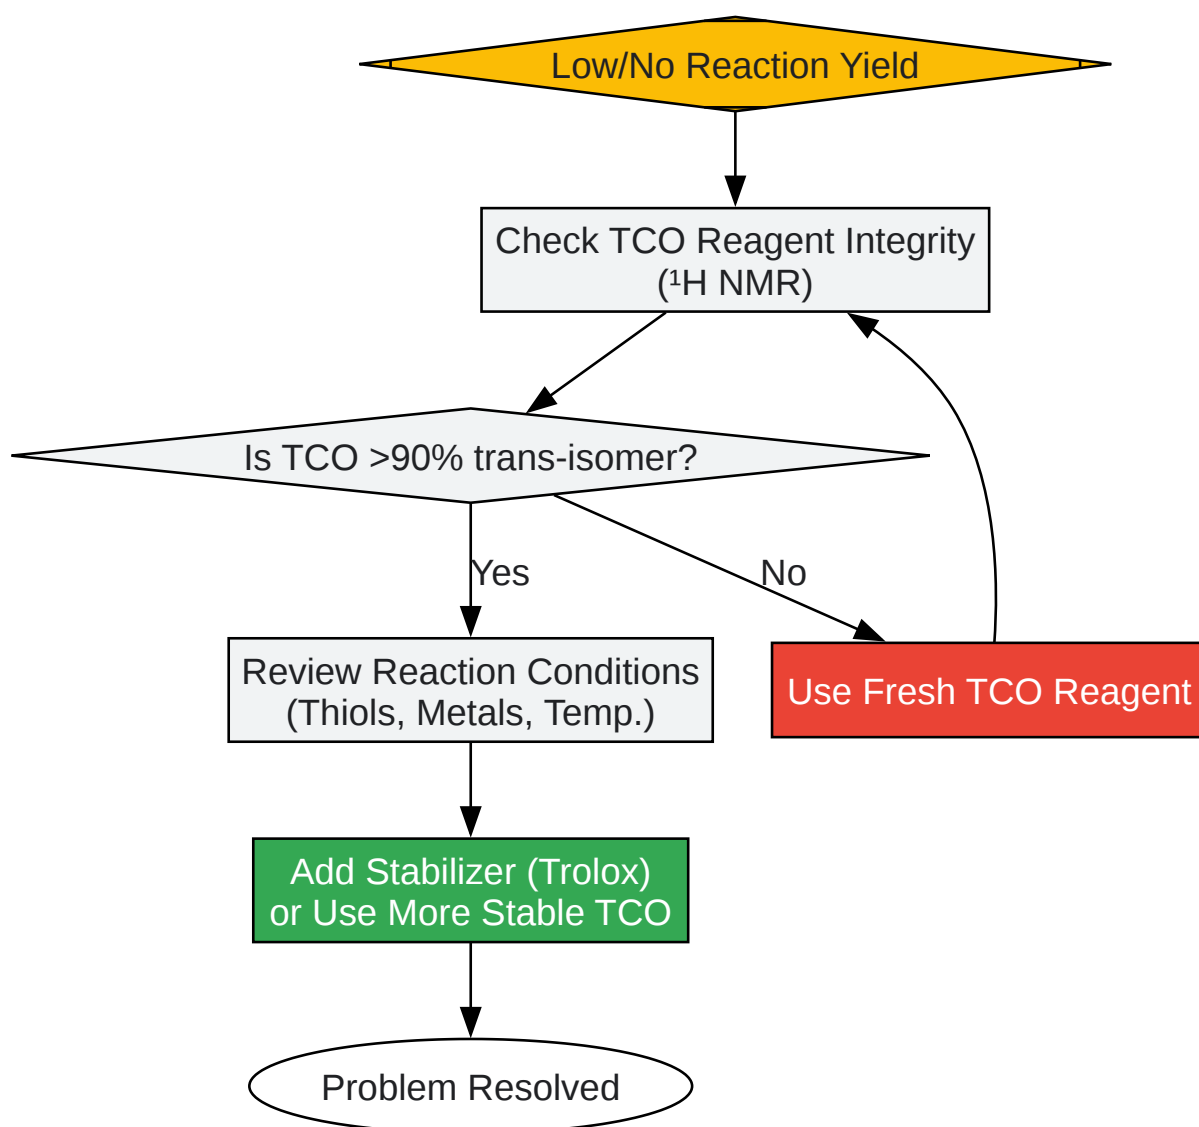 Low/No Reaction Yield
Check TCO Reagent Integrity
(¹H NMR)
Is TCO >90% trans-isomer?
Yes
No
Review Reaction Conditions
(Thiols, Metals, Temp.)
Use Fresh TCO Reagent
Add Stabilizer (Trolox)
or Use More Stable TCO
Problem Resolved